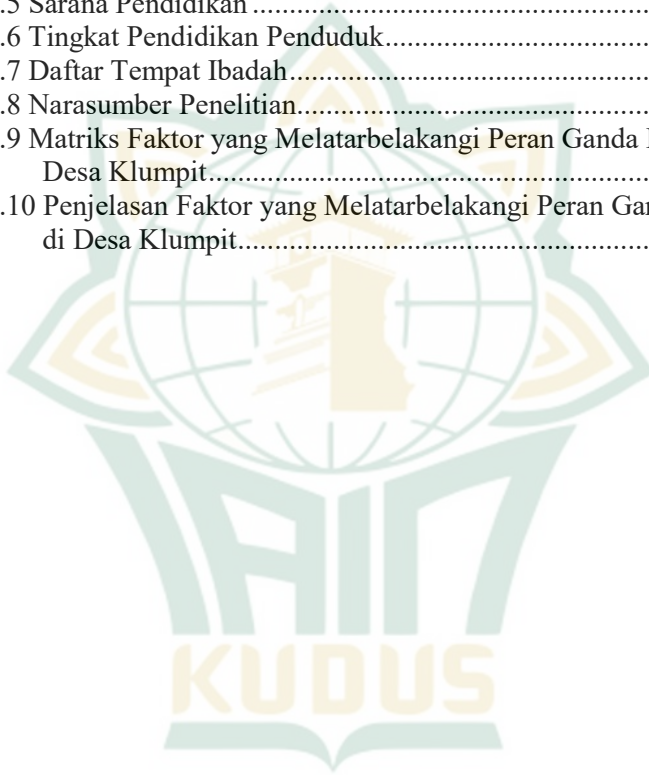 .5 Sarana Pendidikan ................................................................
.6 Tingkat Pendidikan Penduduk................................................
.7 Daftar Tempat Ibadah............................................................
.8 Narasumber Penelitian...........................................................
.9 Matriks Faktor yang Melatarbelakangi Peran Ganda
Desa Klumpit.......................................................................
.10 Penjelasan Faktor yang Melatarbelakangi Peran
di Desa Klumpit...................................................................
IAIN
KUDUS